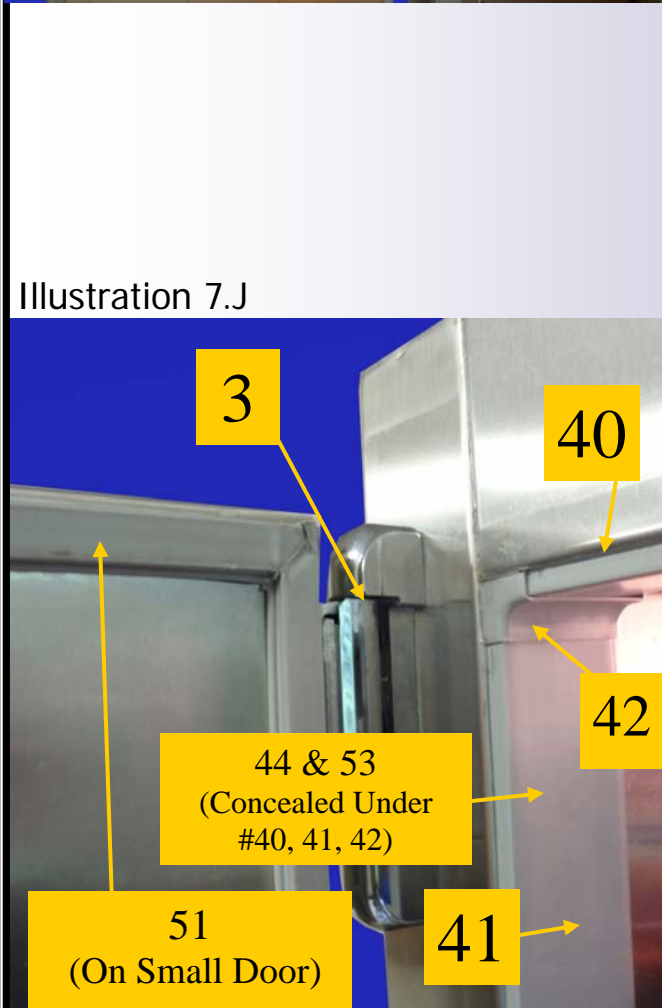 Illustration 7.J
3
40
42
44 & 53
(Concealed Under
#40, 41, 42)
41
51
(On Small Door)